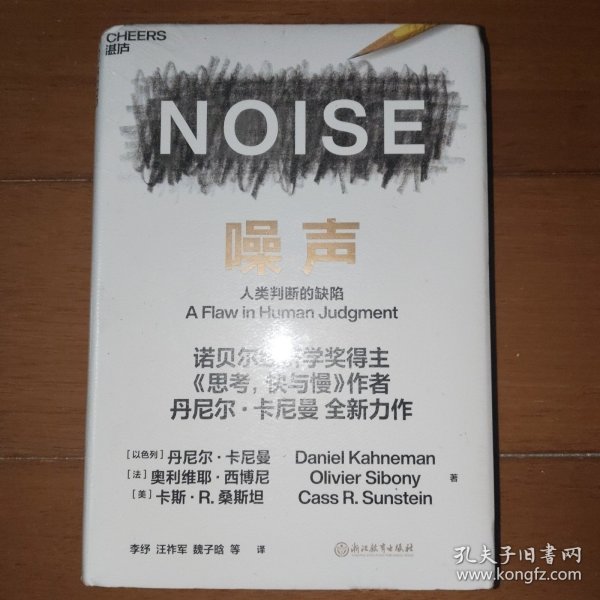 CHEERS
湛庐
NOISE
噪声
人类判断的缺陷
A Flaw in Human Judgment
诺贝尔经济学奖得主
《思考，快与慢》作者
丹尼尔·卡尼曼 全新力作
[以色列] 丹尼尔·卡尼曼 Daniel Kahneman
[法] 奥利维耶·西博尼 Olivier Sibony 著
[美] 卡斯·R.桑斯坦 Cass R. Sunstein
李纾 汪祚军 魏子晗 等 译
浙江教育出版社
孔夫子旧书网
www.kongfz.com